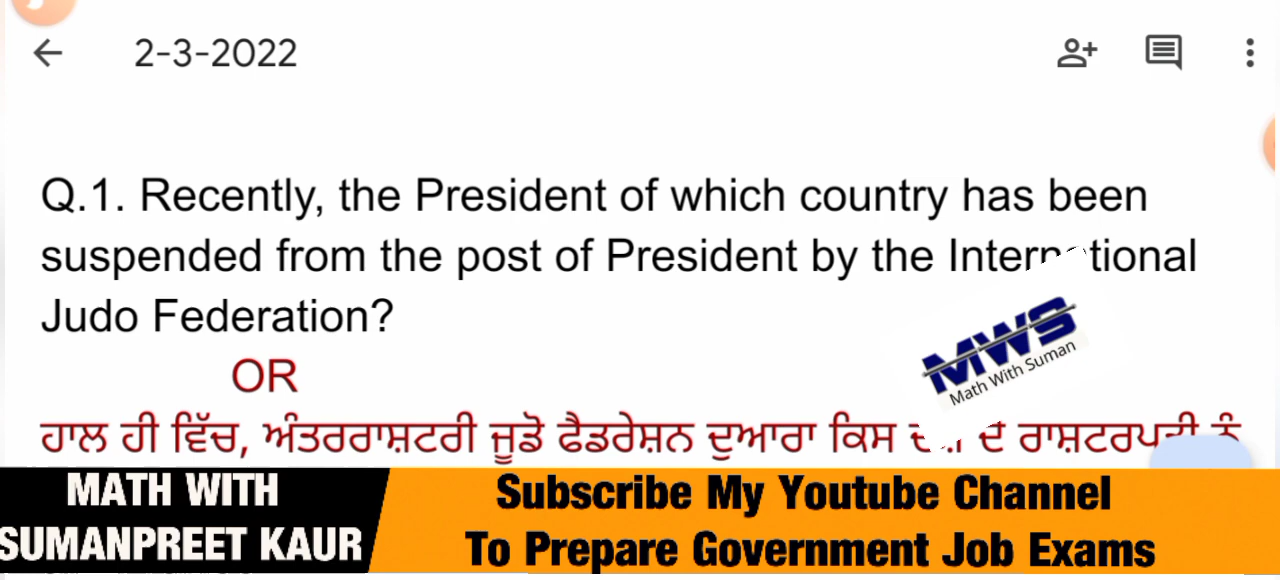 2-3-2022
Q.1. Recently, the President of which country has been
suspended from the post of President by the International
Judo Federation?
OR
ਹਾਲ ਹੀ ਵਿੱਚ, ਅੰਤਰਰਾਸ਼ਟਰੀ ਜੂਡੋ ਫੈਡਰੇਸ਼ਨ ਦੁਆਰਾ ਕਿਸ ਦੇ
MWS
Math With Suman
MATH WITH
SUMANPREET KAUR
Subscribe My Youtube Channel
To Prepare Government Job Exams